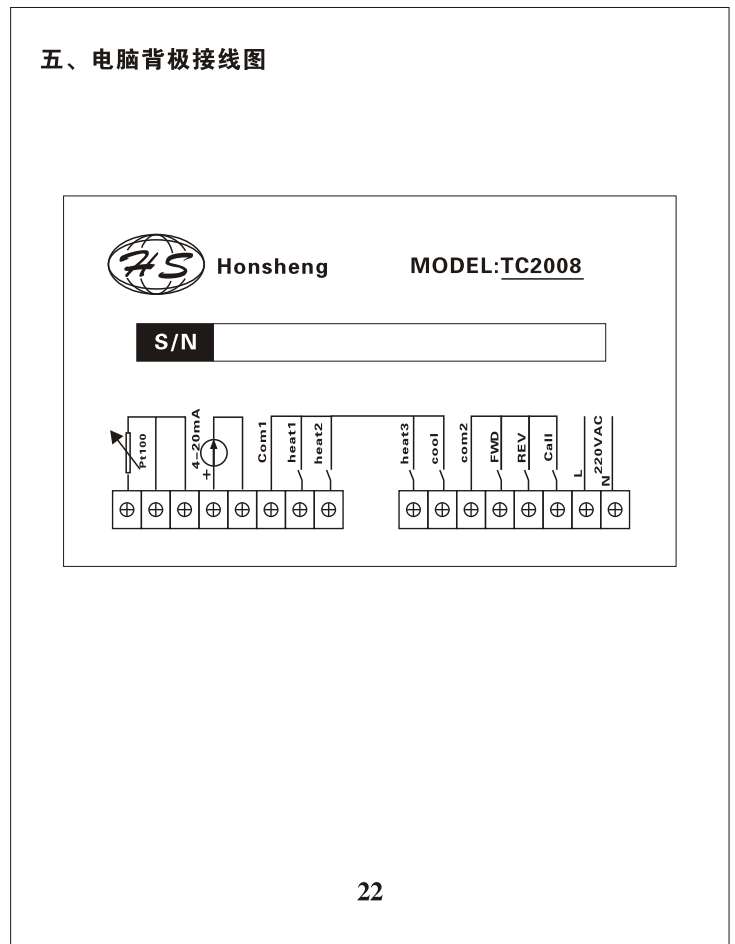 五、电脑背极接线图
HS Honsheng MODEL:TC2008
S/N
Pt100
4-20mA
+
Com1
heat1
heat2
heat3
cool
com2
FWD
REV
Call
L
220VAC
N
22